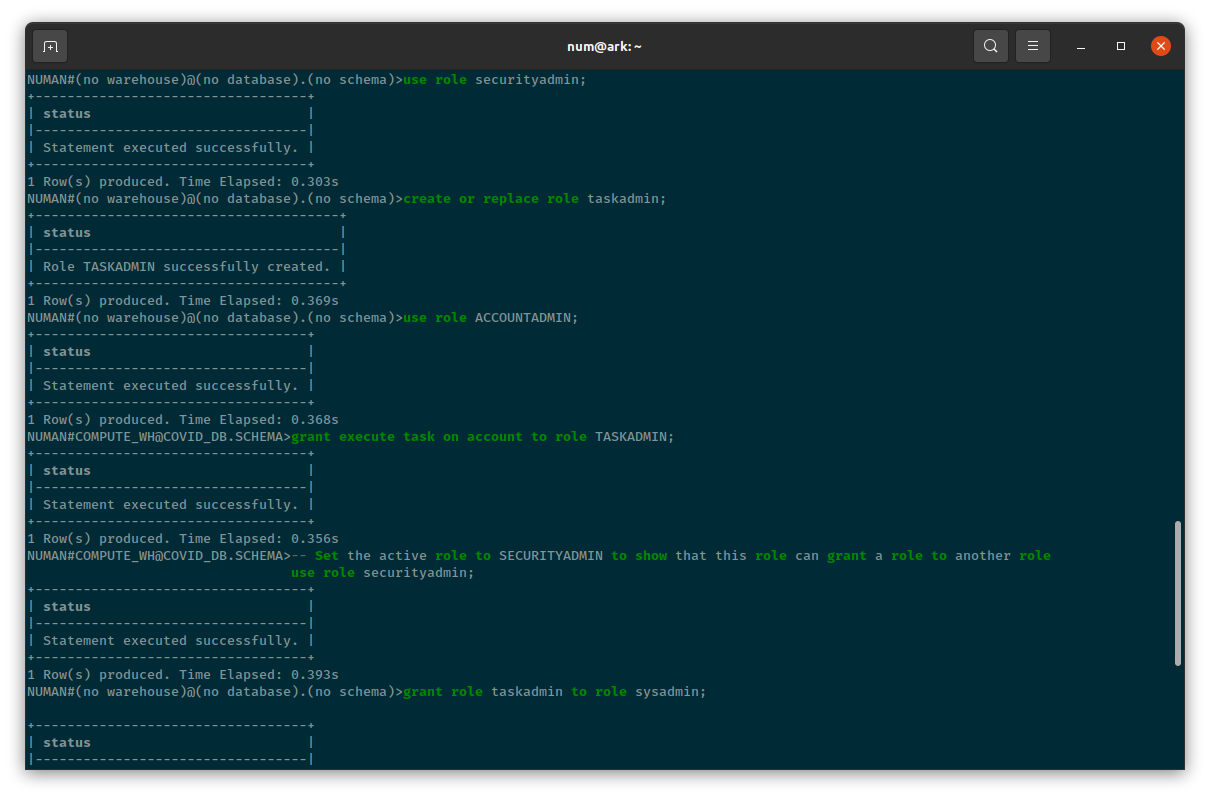 num@ark: ~
NUMAN#(no warehouse)@(no database).(no schema)>use role securityadmin;
+----------------------------------+
| status                           |
|----------------------------------|
| Statement executed successfully. |
+----------------------------------+
1 Row(s) produced. Time Elapsed: 0.303s
NUMAN#(no warehouse)@(no database).(no schema)>create or replace role taskadmin;
+--------------------------------------+
| status                               |
|--------------------------------------|
| Role TASKADMIN successfully created. |
+--------------------------------------+
1 Row(s) produced. Time Elapsed: 0.369s
NUMAN#(no warehouse)@(no database).(no schema)>use role ACCOUNTADMIN;
+----------------------------------+
| status                           |
|----------------------------------|
| Statement executed successfully. |
+----------------------------------+
1 Row(s) produced. Time Elapsed: 0.368s
NUMAN#COMPUTE_WH@COVID_DB.SCHEMA>grant execute task on account to role TASKADMIN;
+----------------------------------+
| status                           |
|----------------------------------|
| Statement executed successfully. |
+----------------------------------+
1 Row(s) produced. Time Elapsed: 0.356s
NUMAN#COMPUTE_WH@COVID_DB.SCHEMA>-- Set the active role to SECURITYADMIN to show that this role can grant a role to another role
                                 use role securityadmin;
+----------------------------------+
| status                           |
|----------------------------------|
| Statement executed successfully. |
+----------------------------------+
1 Row(s) produced. Time Elapsed: 0.393s
NUMAN#(no warehouse)@(no database).(no schema)>grant role taskadmin to role sysadmin;

+----------------------------------+
| status                           |
|----------------------------------|